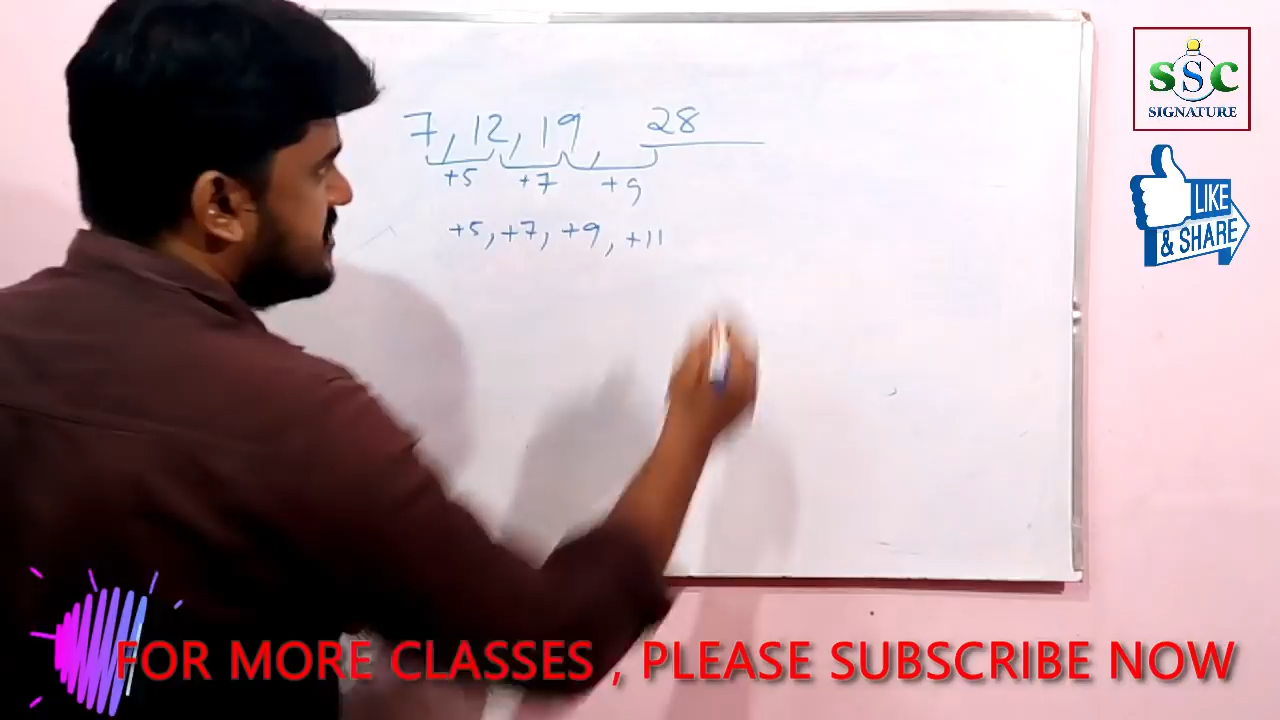 7, 12, 19, 28
+5 +7 +9
+5, +7, +9, +11
SSC
SIGNATURE
LIKE
& SHARE
FOR MORE CLASSES , PLEASE SUBSCRIBE NOW